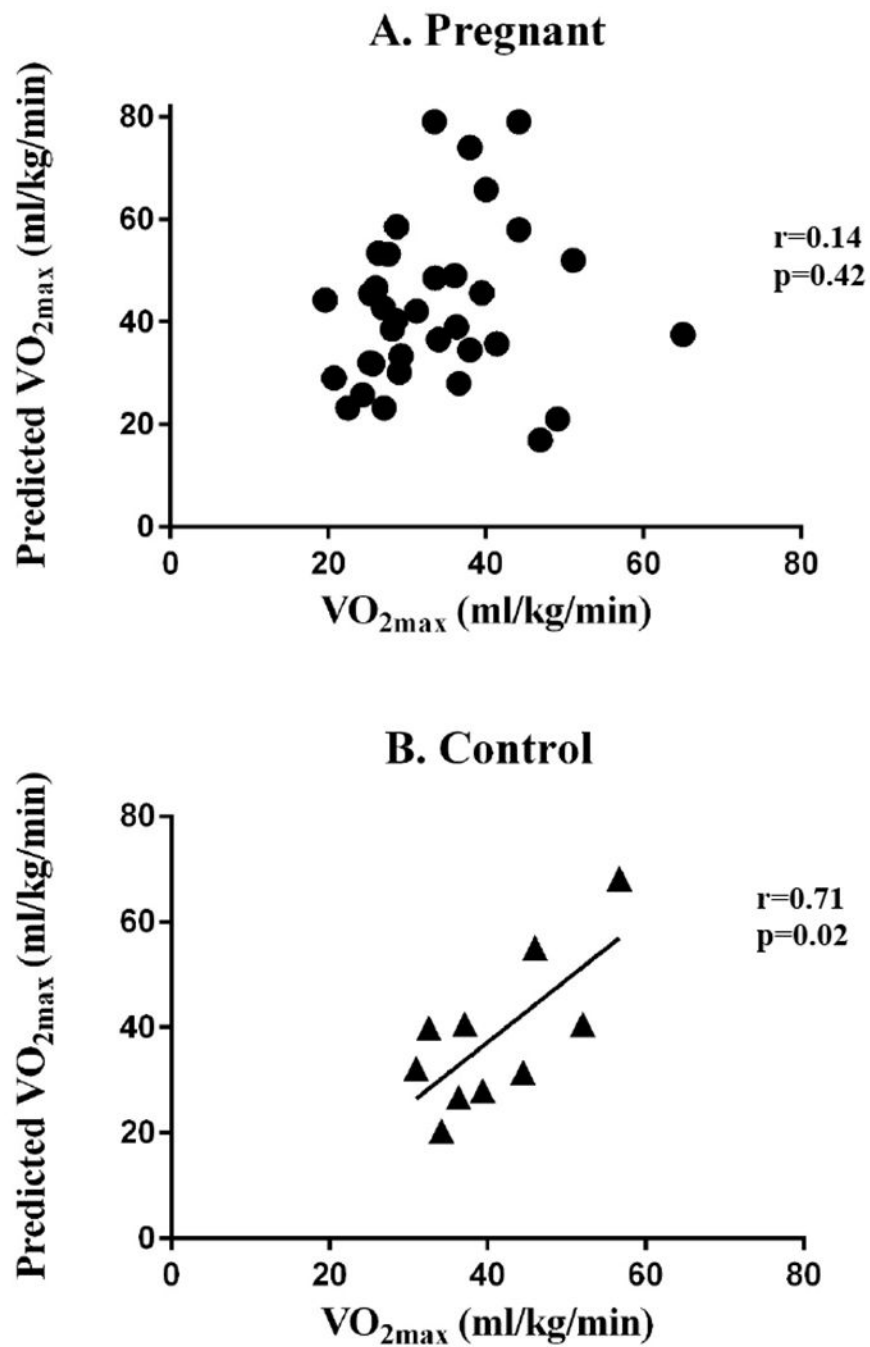 A. Pregnant
Predicted VO2max (ml/kg/min)
80
60
40
20
0
r=0.14
p=0.42
0 20 40 60 80
VO2max (ml/kg/min)
B. Control
Predicted VO2max (ml/kg/min)
80
60
40
20
0
r=0.71
p=0.02
0 20 40 60 80
VO2max (ml/kg/min)